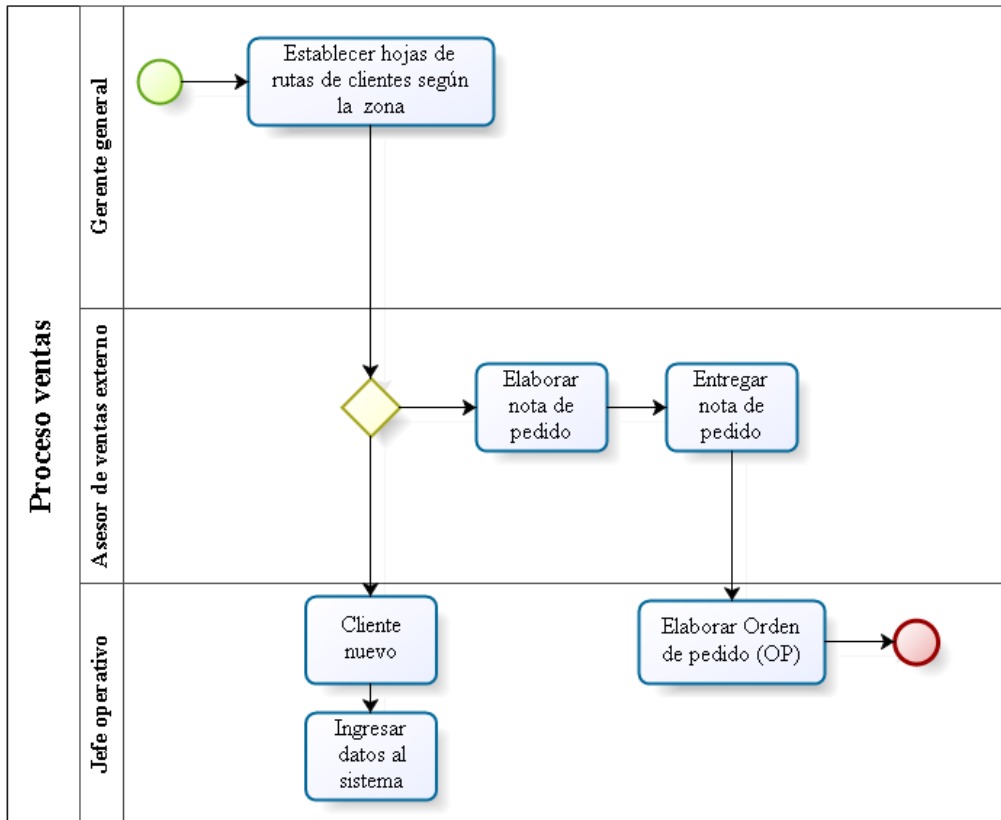 Proceso ventas
Gerente general
Establecer hojas de
rutas de clientes según
la zona
Asesor de ventas externo
Elaborar
nota de
pedido
Entregar
nota de
pedido
Jefe operativo
Cliente
nuevo
Elaborar Orden
de pedido (OP)
Ingresar
datos al
sistema